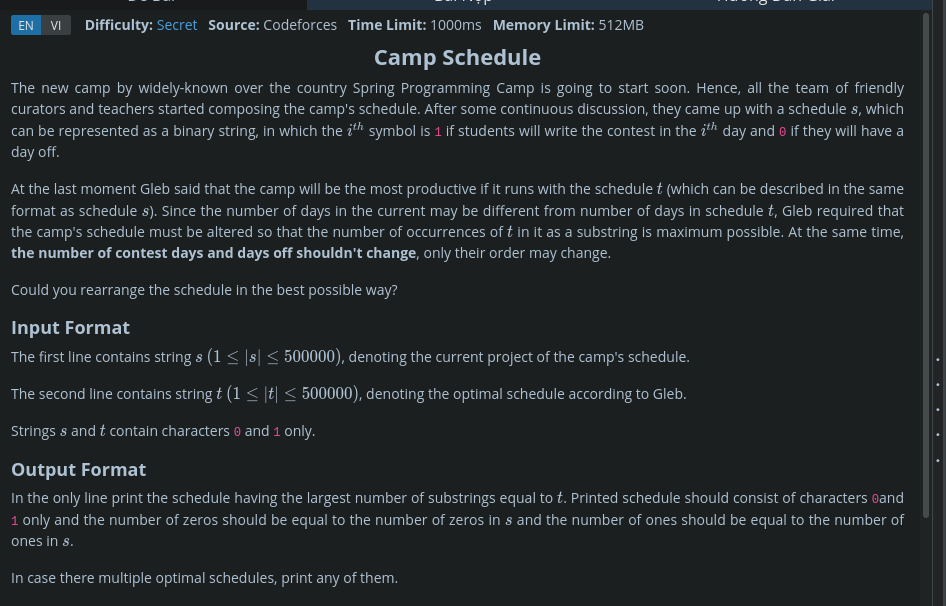 EN VI Difficulty: Secret Source: Codeforces Time Limit: 1000ms Memory Limit: 512MB
Camp Schedule
The new camp by widely-known over the country Spring Programming Camp is going to start soon. Hence, all the team of friendly
curators and teachers started composing the camp's schedule. After some continuous discussion, they came up with a schedule s, which
can be represented as a binary string, in which the i^th symbol is 1 if students will write the contest in the i^th day and 0 if they will have a
day off.
At the last moment Gleb said that the camp will be the most productive if it runs with the schedule t (which can be described in the same
format as schedule s). Since the number of days in the current may be different from number of days in schedule t, Gleb required that
the camp's schedule must be altered so that the number of occurrences of t in it as a substring is maximum possible. At the same time,
the number of contest days and days off shouldn't change, only their order may change.
Could you rearrange the schedule in the best possible way?
Input Format
The first line contains string s (1 ≤ |s| ≤ 500000), denoting the current project of the camp's schedule.
The second line contains string t (1 ≤ |t| ≤ 500000), denoting the optimal schedule according to Gleb.
Strings s and t contain characters 0 and 1 only.
Output Format
In the only line print the schedule having the largest number of substrings equal to t. Printed schedule should consist of characters 0and
1 only and the number of zeros should be equal to the number of zeros in s and the number of ones should be equal to the number of
ones in s.
In case there multiple optimal schedules, print any of them.